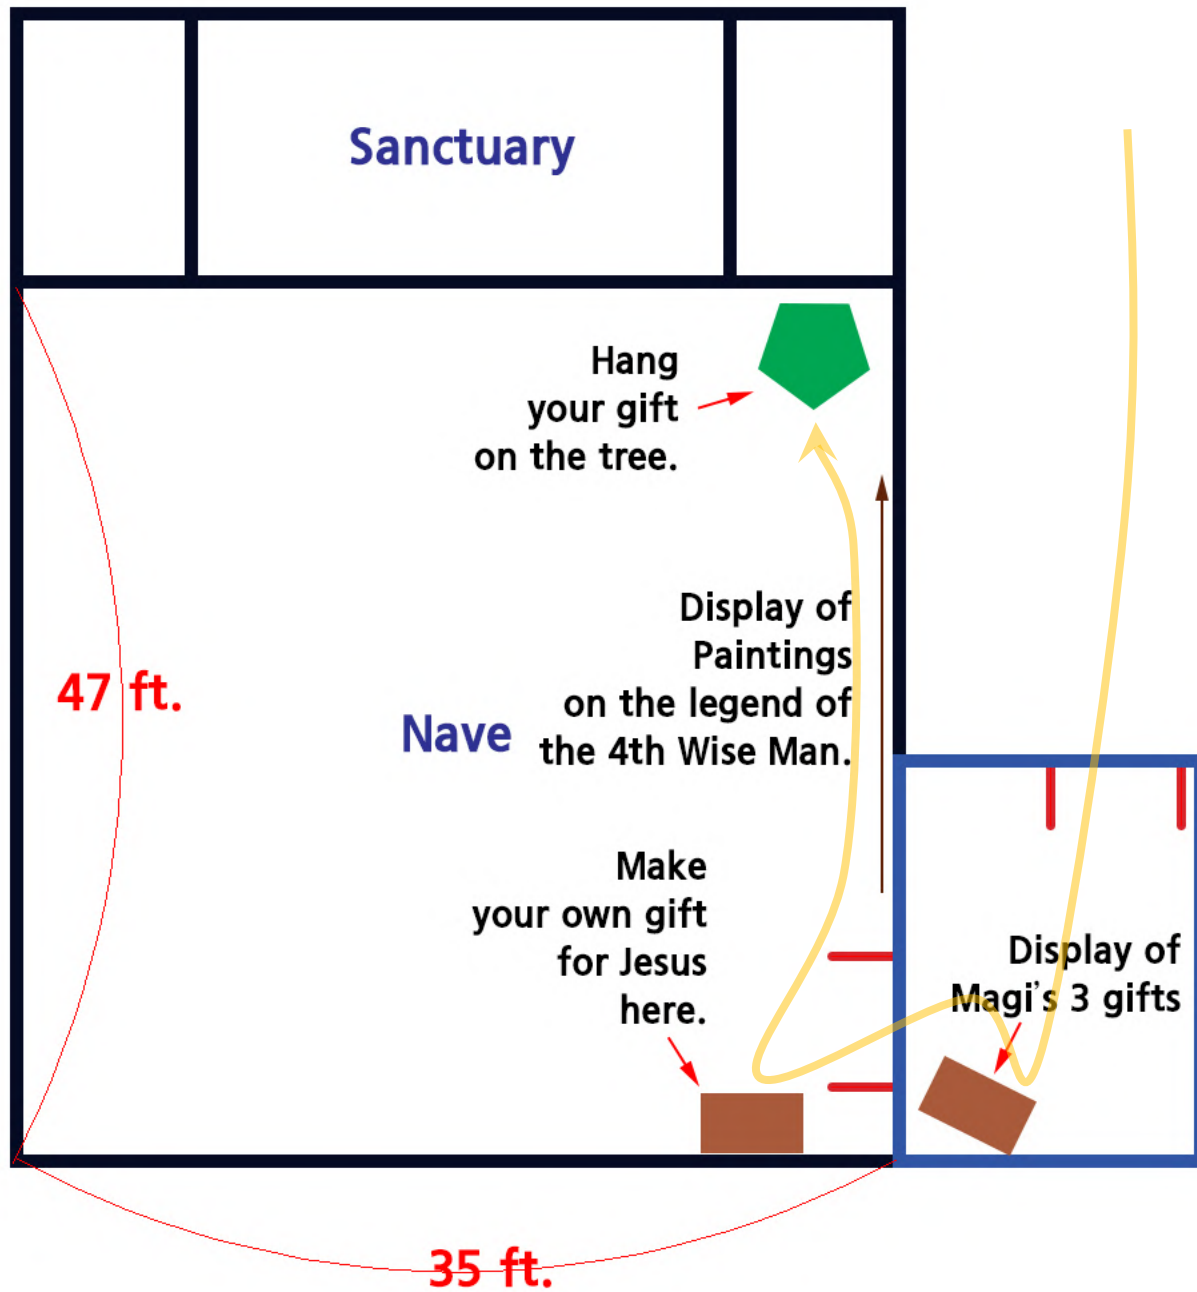 Sanctuary
Hang
your gift
on the tree.
Display of
Paintings
on the legend of
the 4th Wise Man.
47 ft.
Nave
Make
your own gift
for Jesus
here.
Display of
Magi's 3 gifts
35 ft.